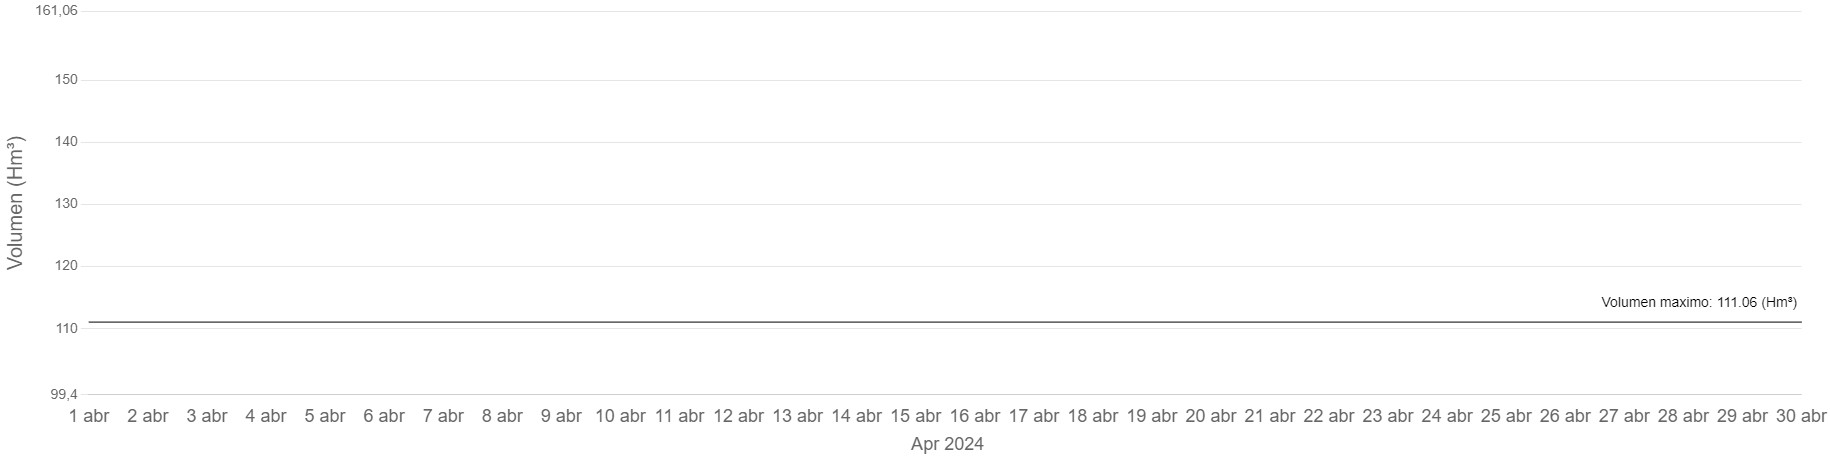 161,06
150
140
130
120
110
99,4
Volumen (Hm³)
Volumen maximo: 111.06 (Hm³)
1 abr 2 abr 3 abr 4 abr 5 abr 6 abr 7 abr 8 abr 9 abr 10 abr 11 abr 12 abr 13 abr 14 abr 15 abr 16 abr 17 abr 18 abr 19 abr 20 abr 21 abr 22 abr 23 abr 24 abr 25 abr 26 abr 27 abr 28 abr 29 abr 30 abr
Apr 2024